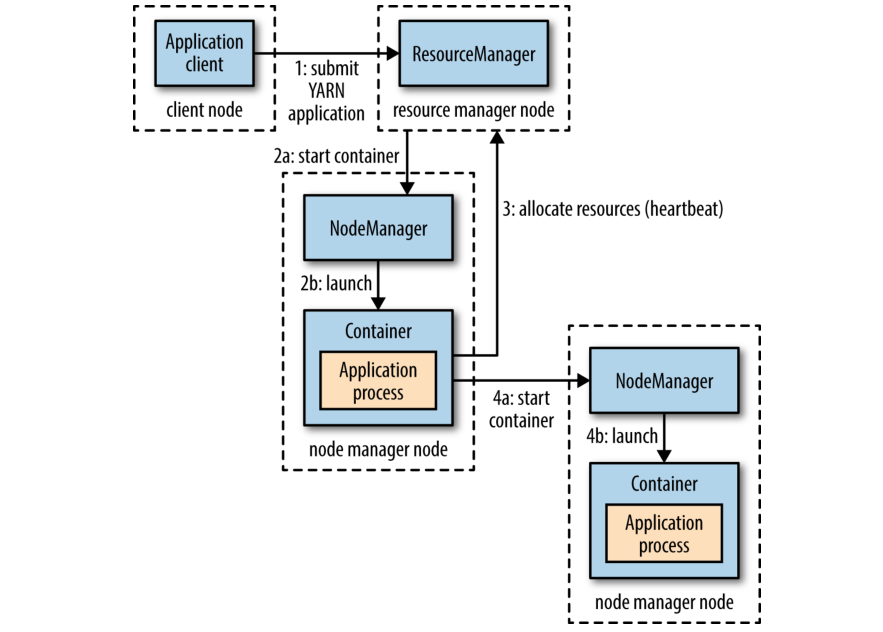 Application
client
client node
1: submit
YARN
application
ResourceManager
resource manager node
2a: start container
NodeManager
2b: launch
Container
Application
process
node manager node
3: allocate resources (heartbeat)
4a: start
container
NodeManager
4b: launch
Container
Application
process
node manager node